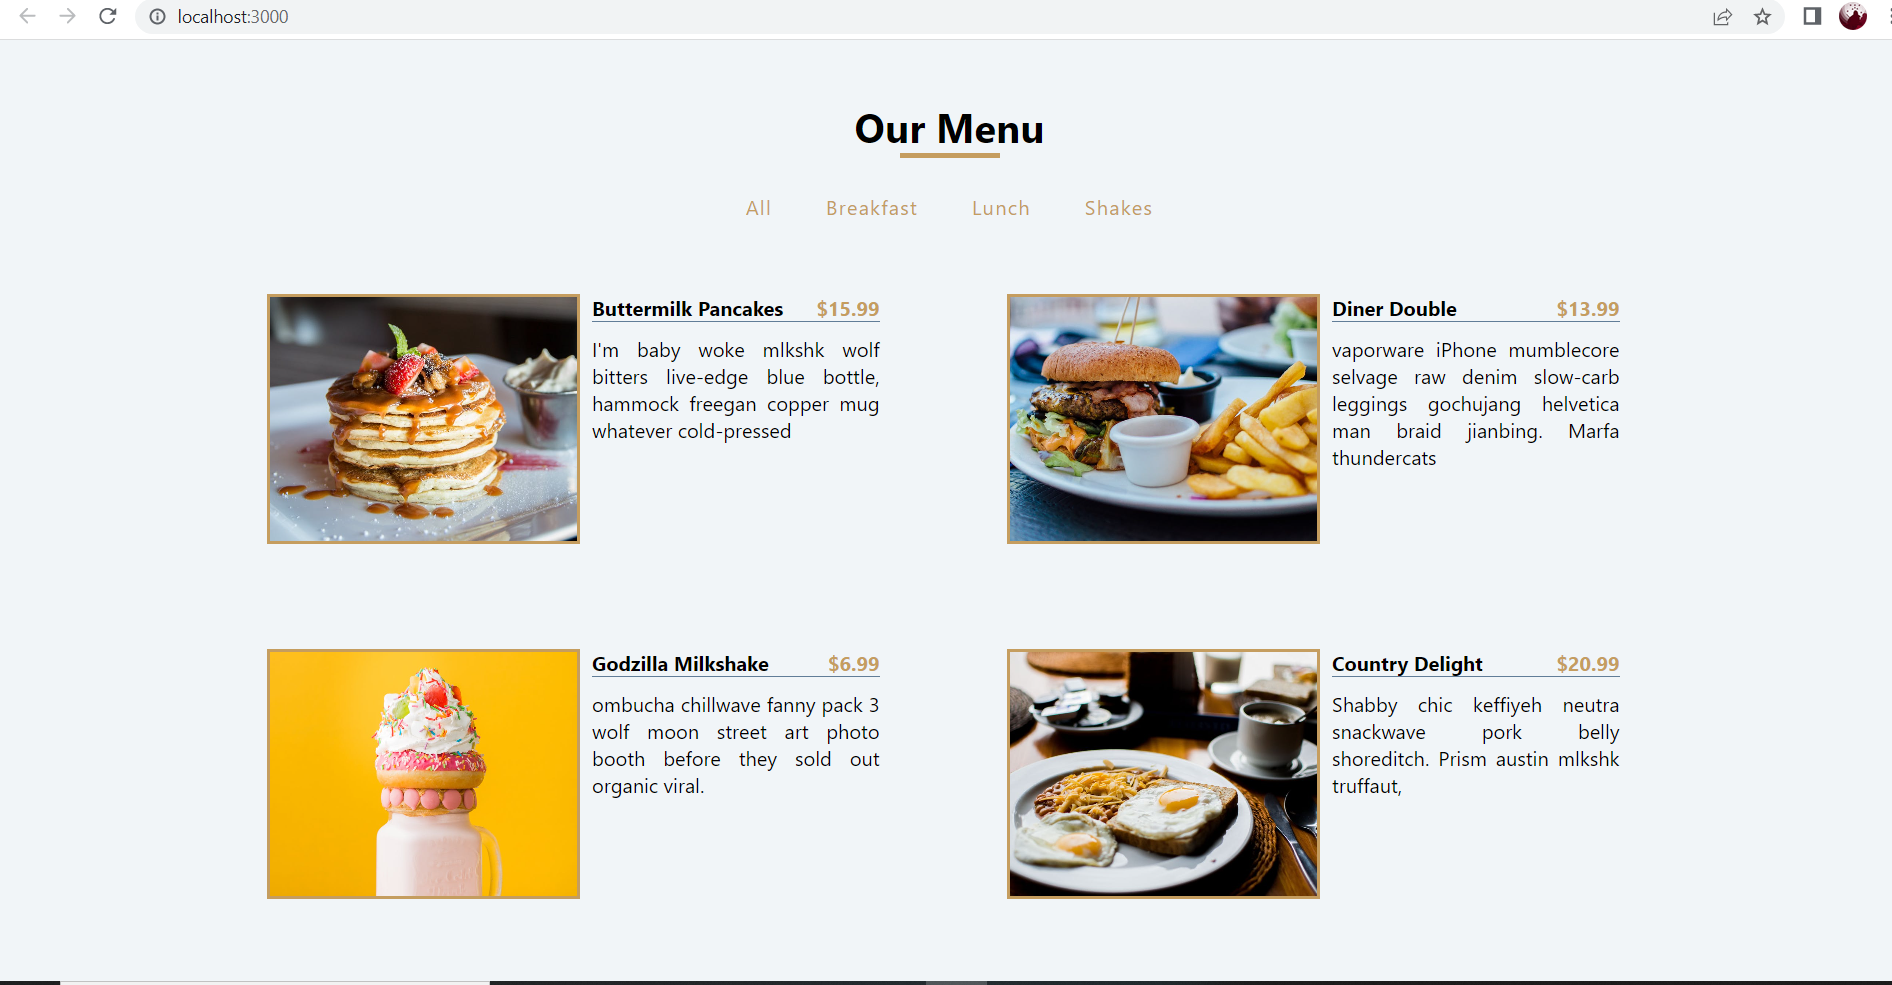 localhost:3000
Our Menu
All Breakfast Lunch Shakes
Buttermilk Pancakes $15.99
I'm baby woke mlkshk wolf
bitters live-edge blue bottle,
hammock freegan copper mug
whatever cold-pressed
Diner Double $13.99
vaporware iPhone mumblecore
selvage raw denim slow-carb
leggings gochujang helvetica
man braid jianbing. Marfa
thundercats
Godzilla Milkshake $6.99
ombucha chillwave fanny pack 3
wolf moon street art photo
booth before they sold out
organic viral.
Country Delight $20.99
Shabby chic keffiyeh neutra
snackwave pork belly
shoreditch. Prism austin mlkshk
truffaut,